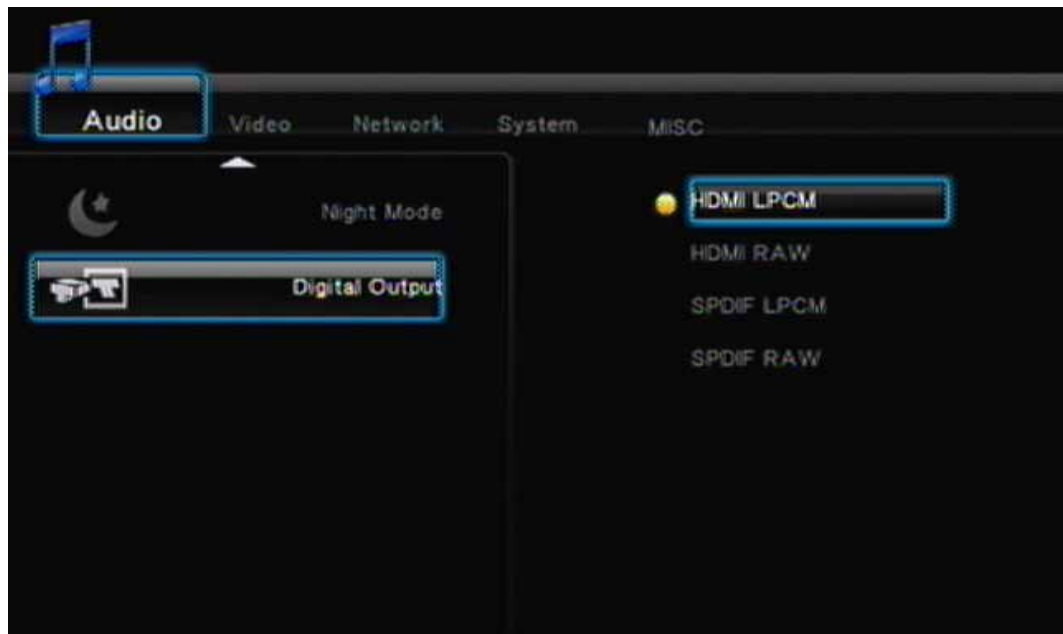 Audio Video Network System MISC
Night Mode
Digital Output
HDMI LPCM
HDMI RAW
SPDIF LPCM
SPDIF RAW